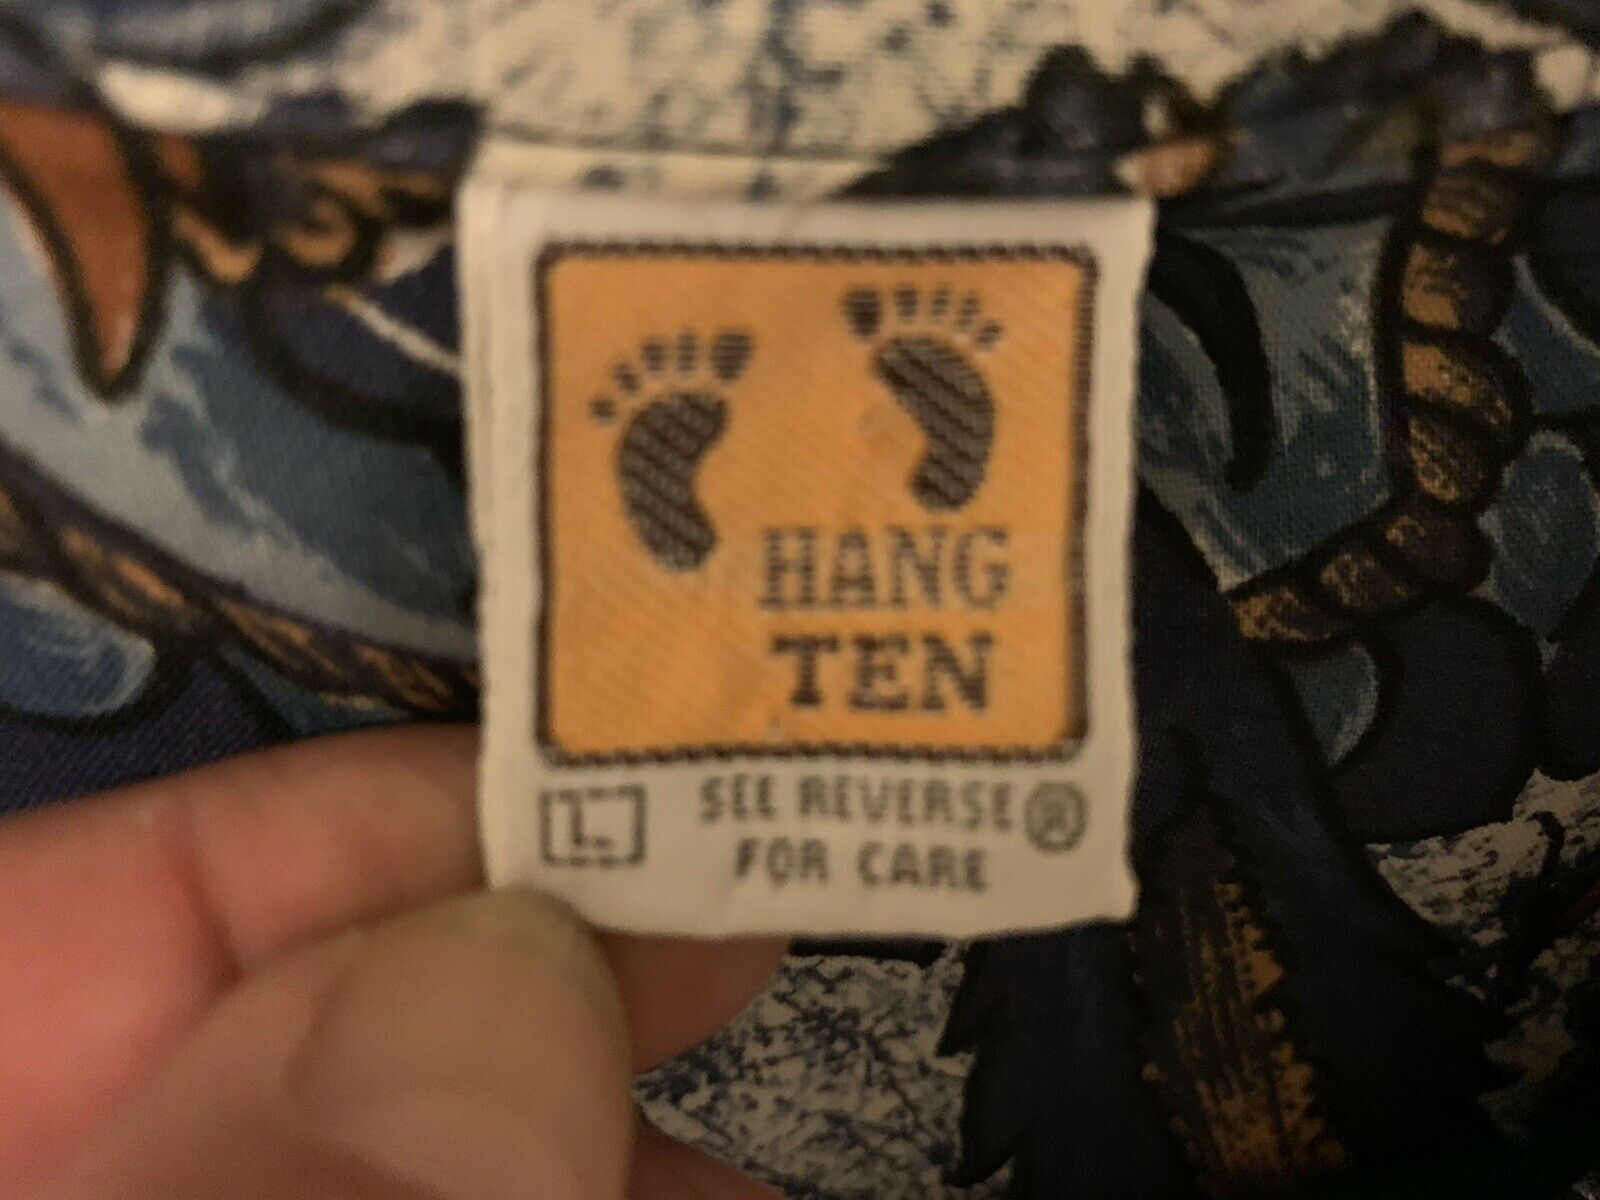 HANG
TEN
L
SEE REVERSE ®
FOR CARE